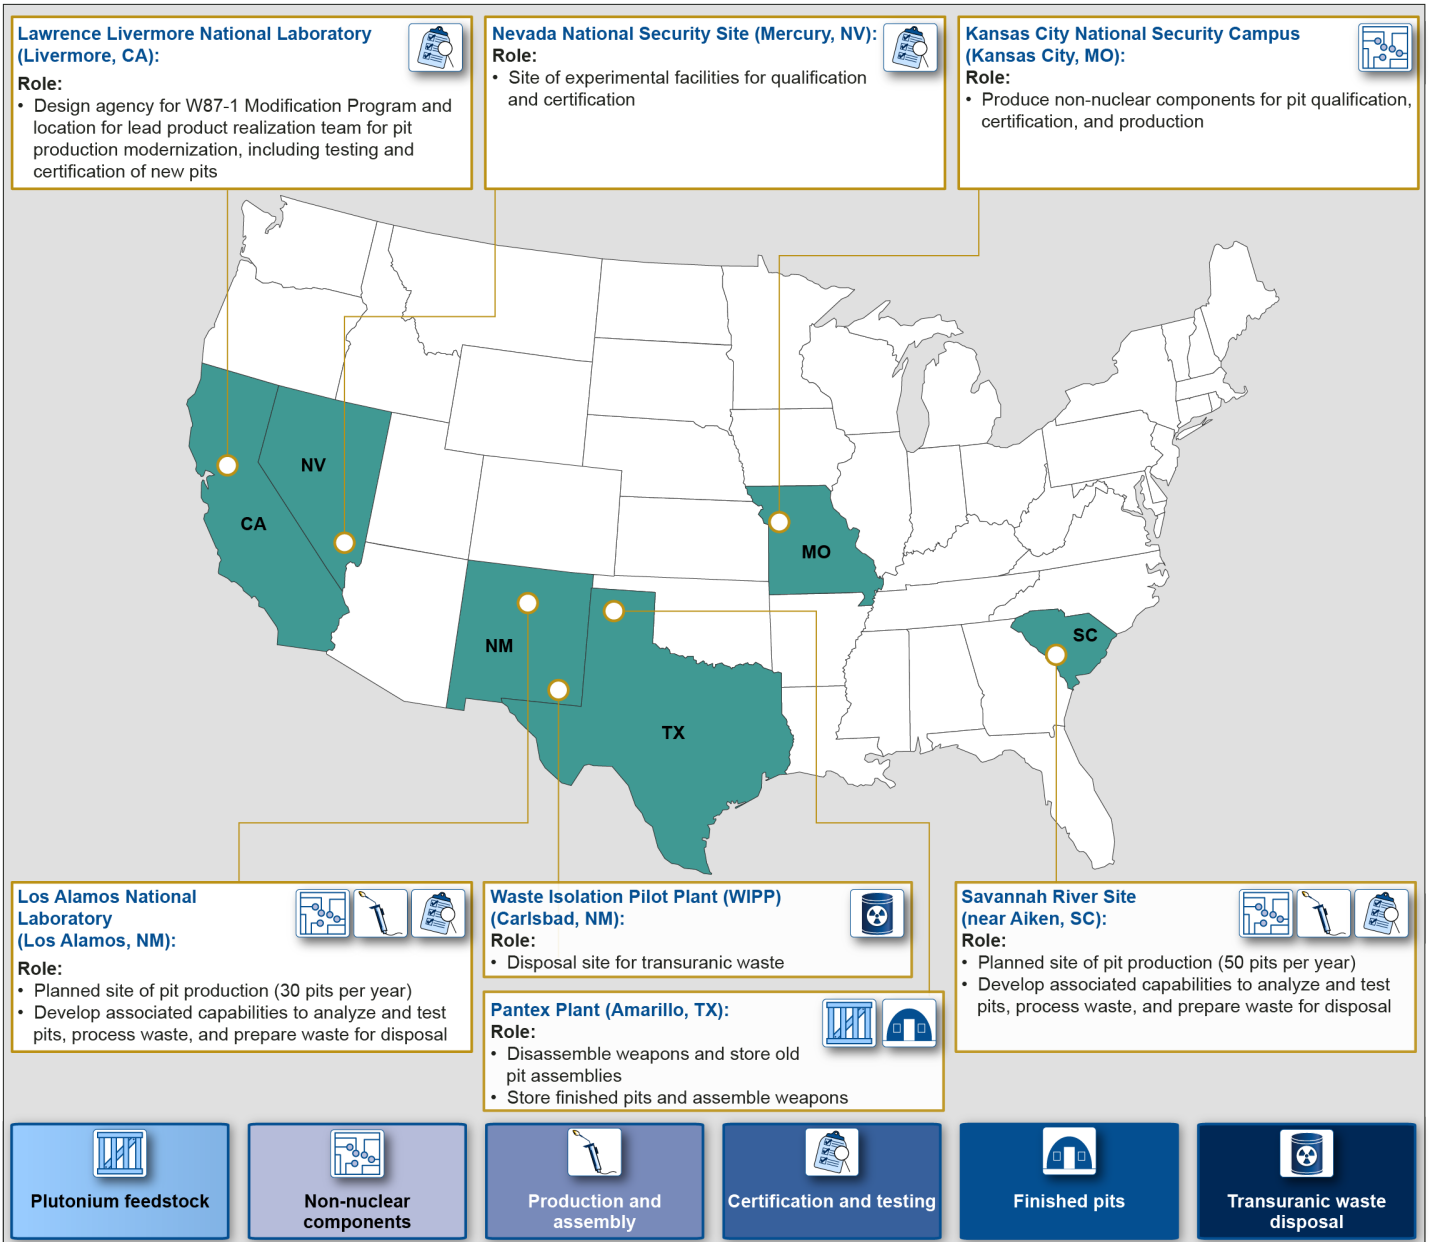 Lawrence Livermore National Laboratory
(Livermore, CA):
Role:
• Design agency for W87-1 Modification Program and
location for lead product realization team for pit
production modernization, including testing and
certification of new pits
Nevada National Security Site (Mercury, NV):
Role:
• Site of experimental facilities for qualification
and certification
Kansas City National Security Campus
(Kansas City, MO):
Role:
• Produce non-nuclear components for pit qualification,
certification, and production
NV
CA
MO
NM
SC
TX
Los Alamos National
Laboratory
(Los Alamos, NM):
Role:
• Planned site of pit production (30 pits per year)
• Develop associated capabilities to analyze and test
pits, process waste, and prepare waste for disposal
Waste Isolation Pilot Plant (WIPP)
(Carlsbad, NM):
Role:
• Disposal site for transuranic waste
Pantex Plant (Amarillo, TX):
Role:
• Disassemble weapons and store old
pit assemblies
• Store finished pits and assemble weapons
Savannah River Site
(near Aiken, SC):
Role:
• Planned site of pit production (50 pits per year)
• Develop associated capabilities to analyze and test
pits, process waste, and prepare waste for disposal
Plutonium feedstock
Non-nuclear
components
Production and
assembly
Certification and testing
Finished pits
Transuranic waste
disposal